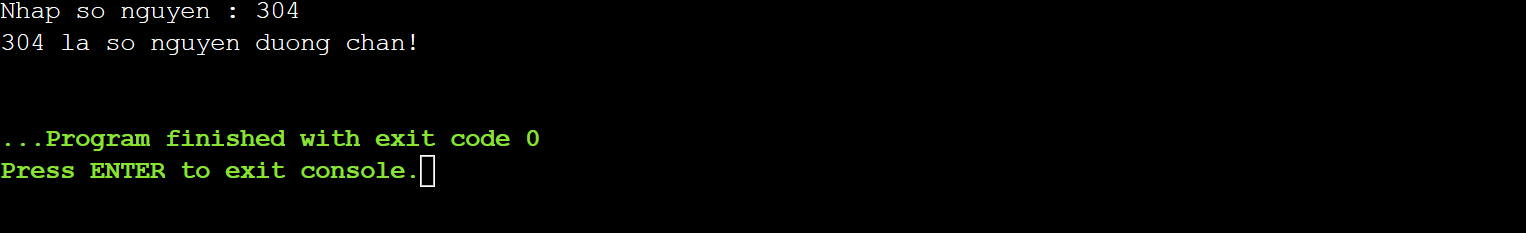 Nhap so nguyen : 304
304 la so nguyen duong chan!
...Program finished with exit code 0
Press ENTER to exit console.